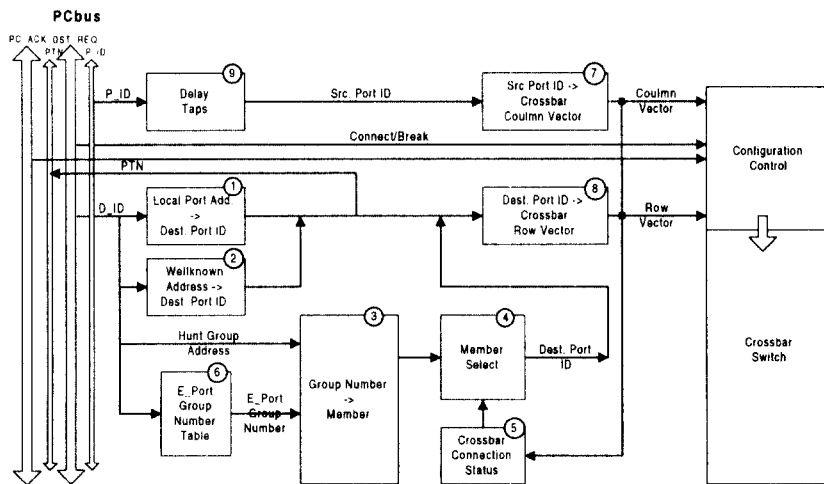 PCbus
PC ACK DST REQ
PTN P ID
P_ID
9
Delay
Taps
Src. Port ID
7
Src Port ID ->
Crossbar
Coulmn Vector
Coulmn
Vector
Connect/Break
PTN
Configuration
Control
D_ID
1
Local Port Add.
->
Dest. Port ID
8
Dest. Port ID ->
Crossbar
Row Vector
Row
Vector
2
Wellknown
Address ->
Dest. Port ID
Hunt Group
Address
3
Group Number
->
Member
4
Member
Select
Dest. Port
ID
Crossbar
Switch
6
E_Port
Group
Number
Table
E_Port
Group
Number
5
Crossbar
Connection
Status